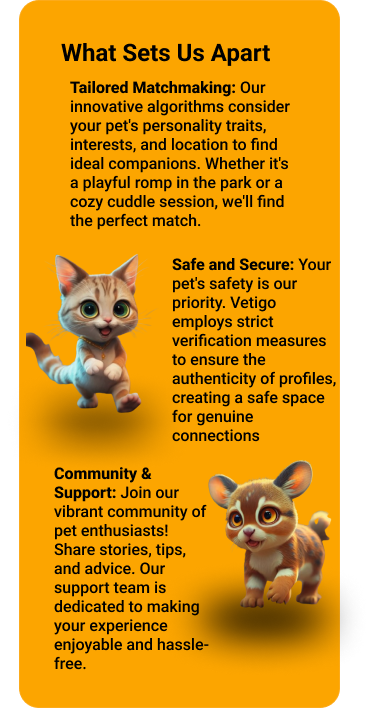 What Sets Us Apart
Tailored Matchmaking: Our
innovative algorithms consider
your pet's personality traits,
interests, and location to find
ideal companions. Whether it's
a playful romp in the park or a
cozy cuddle session, we'll find
the perfect match.
Safe and Secure: Your
pet's safety is our
priority. Vetigo
employs strict
verification measures
to ensure the
authenticity of profiles,
creating a safe space
for genuine
connections
Community &
Support: Join our
vibrant community of
pet enthusiasts!
Share stories, tips,
and advice. Our
support team is
dedicated to making
your experience
enjoyable and hassle-
free.